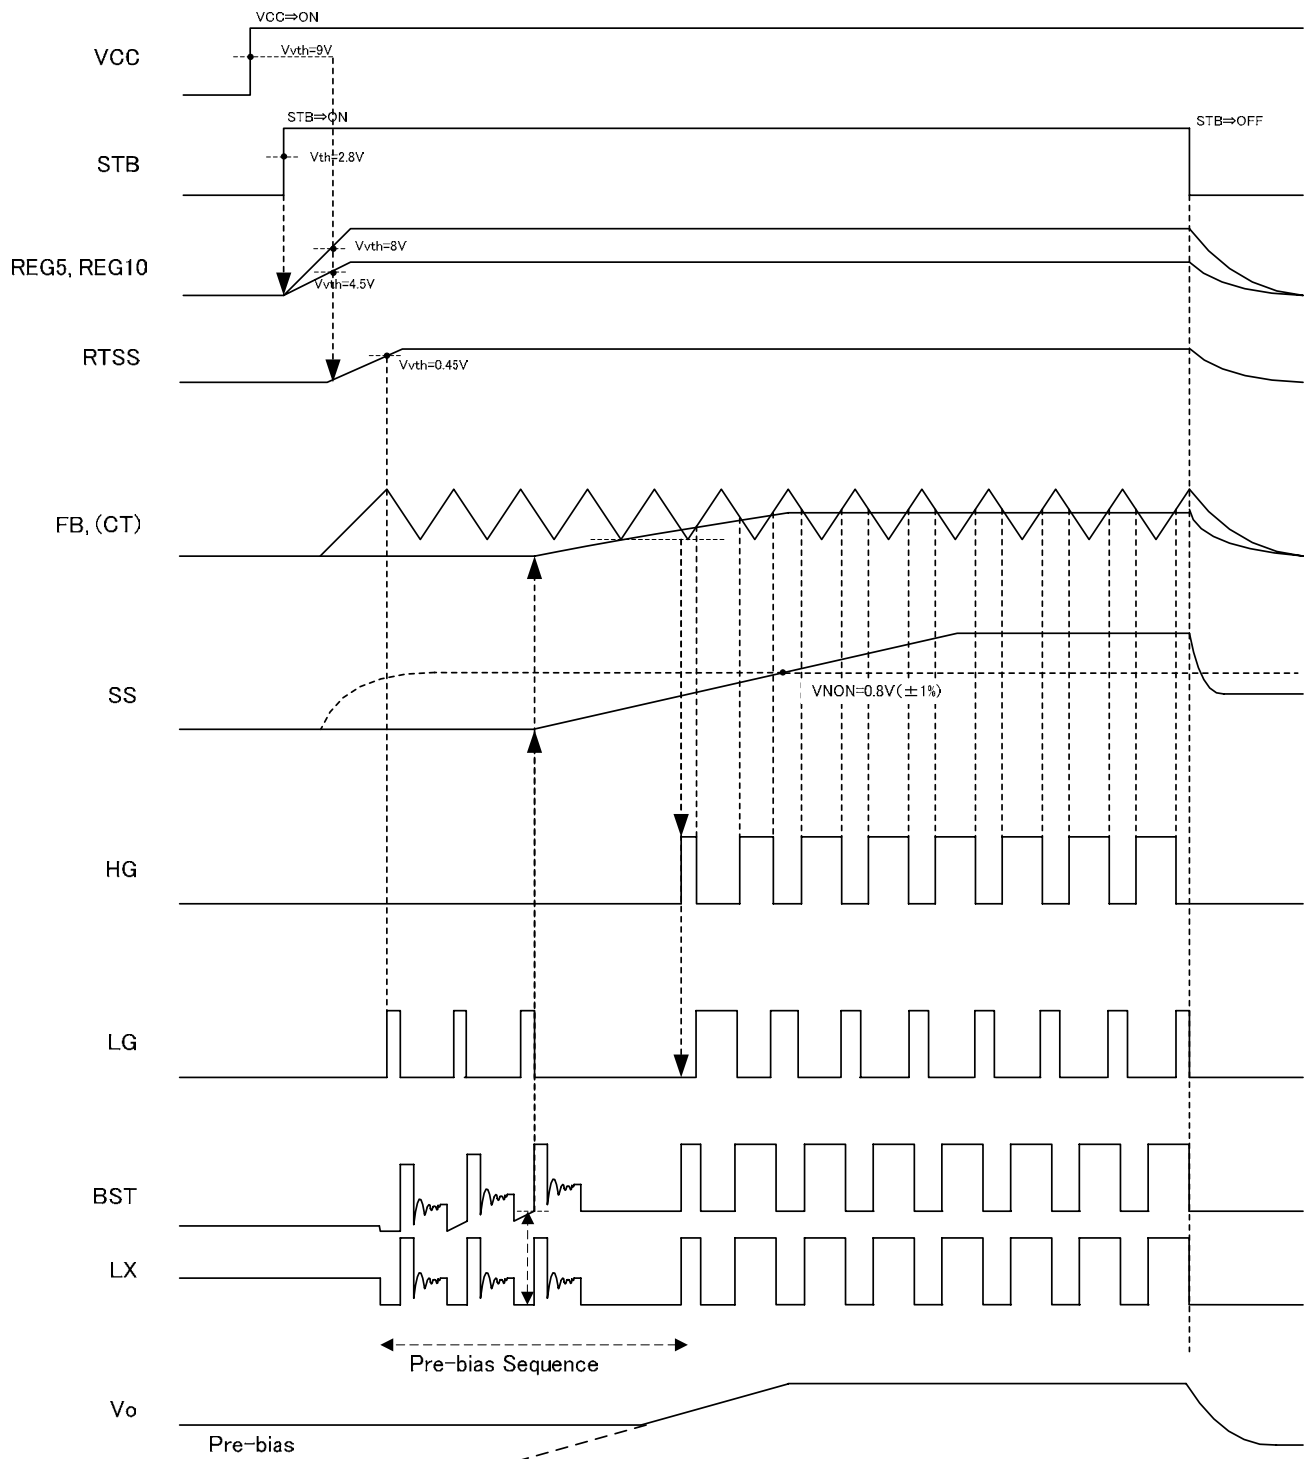 VCC⇒ON
VCC
Vvth=9V
STB⇒ON
STB⇒OFF
STB
Vth=2.8V
REG5, REG10
Vvth=8V
Vvth=4.5V
RTSS
Vvth=0.45V
FB, (CT)
SS
VNON=0.8V(±1%)
HG
LG
BST
LX
Pre-bias Sequence
Vo
Pre-bias